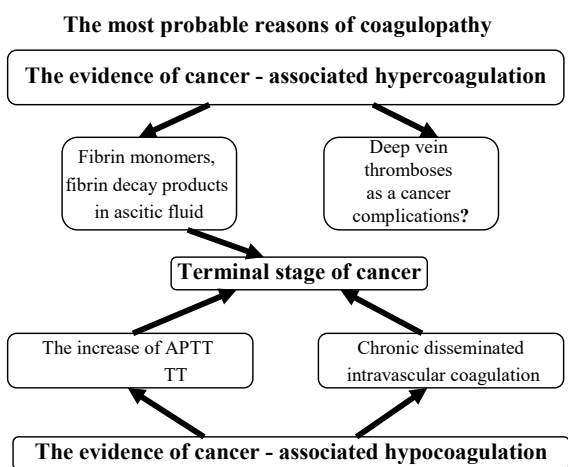 The most probable reasons of coagulopathy
The evidence of cancer - associated hypercoagulation
Fibrin monomers,
fibrin decay products
in ascitic fluid
Deep vein
thromboses
as a cancer
complications?
Terminal stage of cancer
The increase of APTT
TT
Chronic disseminated
intravascular coagulation
The evidence of cancer - associated hypocoagulation